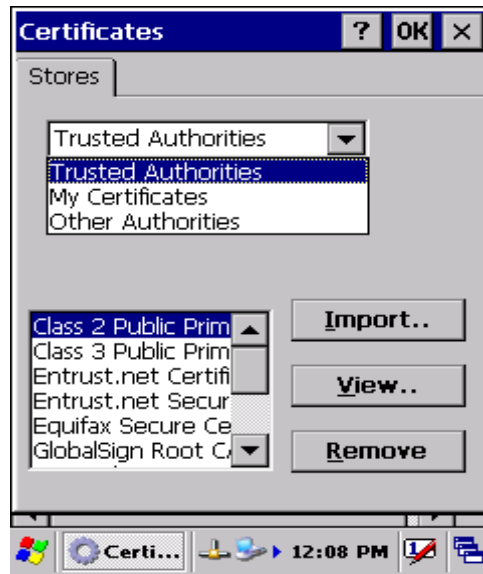 Certificates ? OK ×
Stores
Trusted Authorities
Trusted Authorities
My Certificates
Other Authorities
Class 2 Public Prim
Class 3 Public Prim
Entrust.net Certifi
Entrust.net Secur
Equifax Secure Ce
GlobalSign Root CA
Import..
View..
Remove
Certi... 12:08 PM